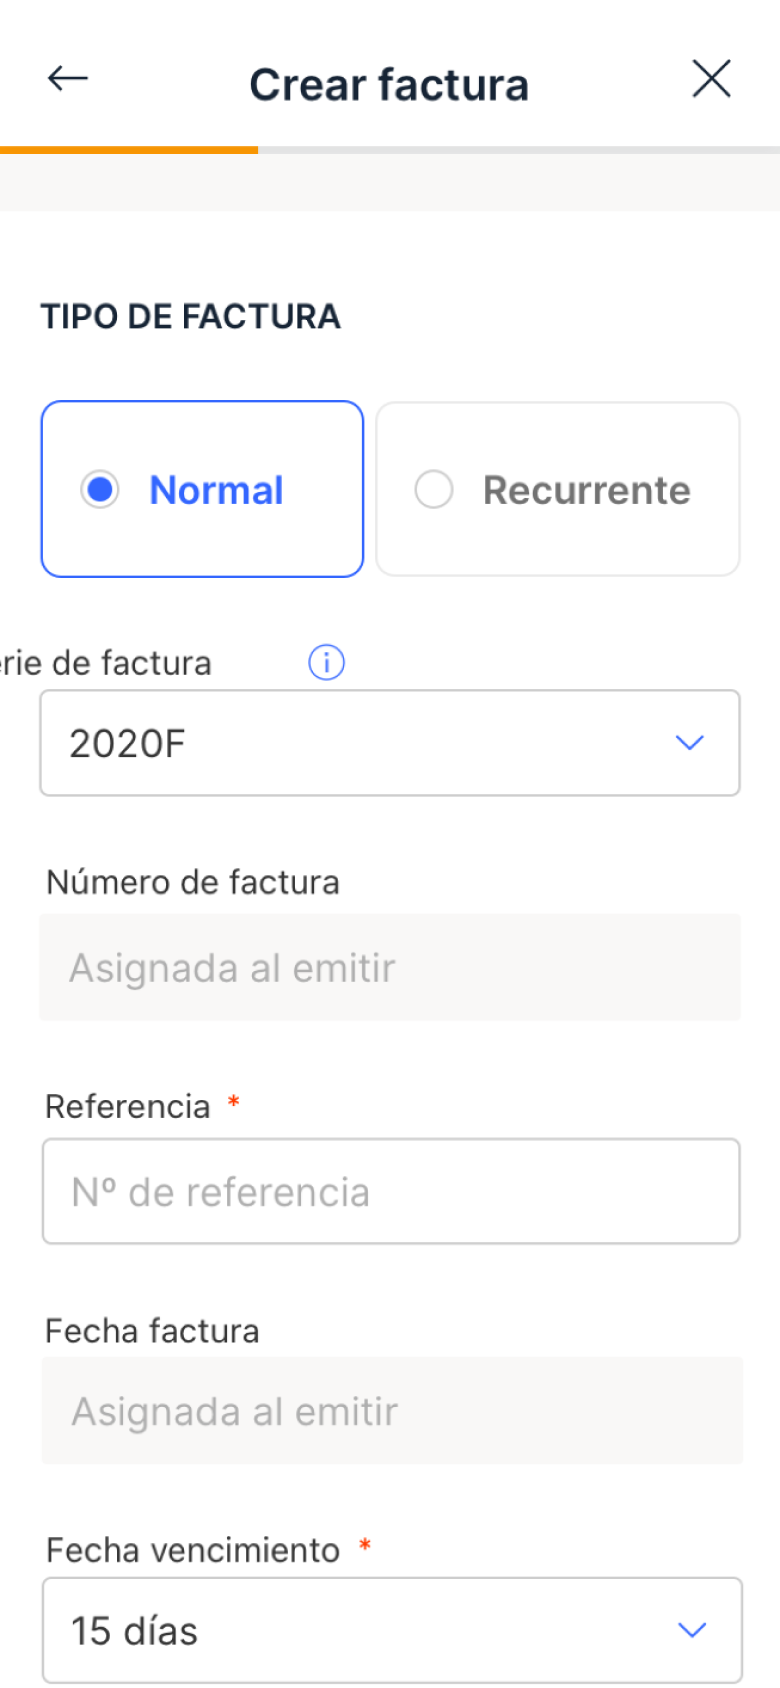 Crear factura
TIPO DE FACTURA
Normal
Recurrente
rie de factura
2020F
Número de factura
Asignada al emitir
Referencia *
Nº de referencia
Fecha factura
Asignada al emitir
Fecha vencimiento *
15 días